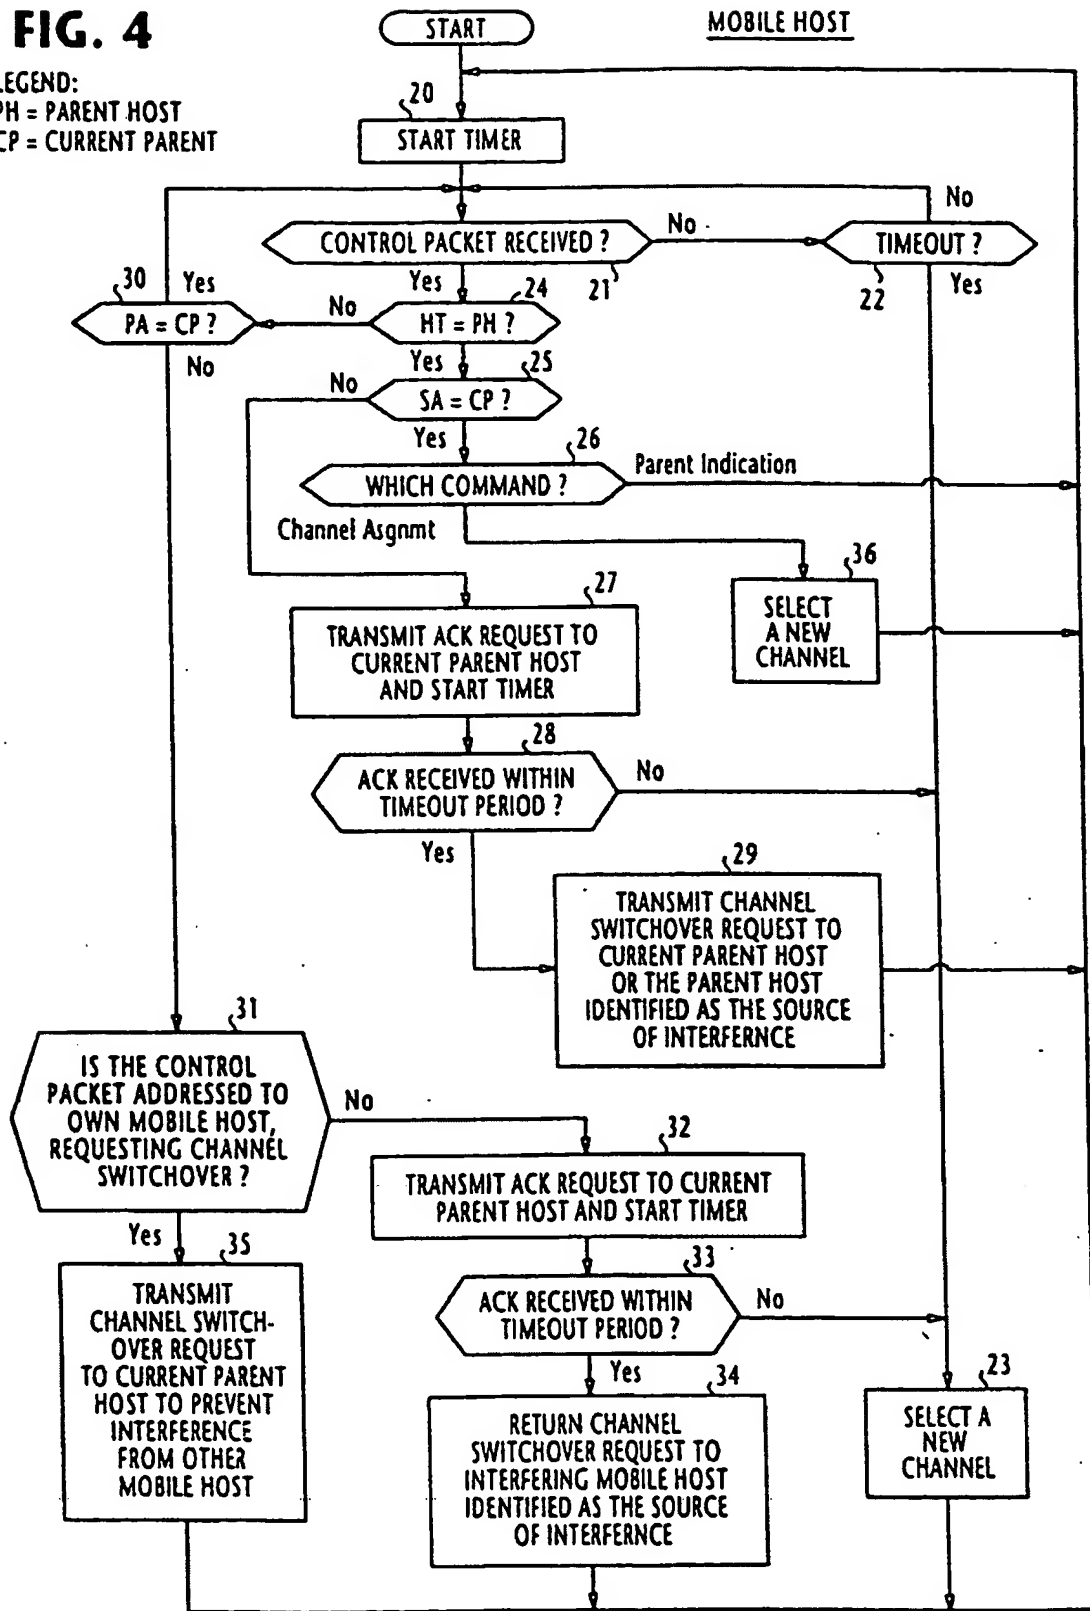 FIG. 4
START
MOBILE HOST
LEGEND:
PH = PARENT HOST
CP = CURRENT PARENT
20
START TIMER
No
CONTROL PACKET RECEIVED ?
No
TIMEOUT ?
21
22
Yes
Yes
30
Yes
24
PA = CP ?
No
HT = PH ?
No
Yes
25
No
SA = CP ?
Yes
26
WHICH COMMAND ?
Parent Indication
Channel Asgnmt
36
SELECT
A NEW
CHANNEL
27
TRANSMIT ACK REQUEST TO
CURRENT PARENT HOST
AND START TIMER
28
ACK RECEIVED WITHIN
TIMEOUT PERIOD ?
No
Yes
29
TRANSMIT CHANNEL
SWITCHOVER REQUEST TO
CURRENT PARENT HOST
OR THE PARENT HOST
IDENTIFIED AS THE SOURCE
OF INTERFERNCE
31
IS THE CONTROL
PACKET ADDRESSED TO
OWN MOBILE HOST,
REQUESTING CHANNEL
SWITCHOVER ?
No
Yes
32
TRANSMIT ACK REQUEST TO CURRENT
PARENT HOST AND START TIMER
33
ACK RECEIVED WITHIN
TIMEOUT PERIOD ?
No
Yes
35
TRANSMIT
CHANNEL SWITCH-
OVER REQUEST
TO CURRENT PARENT
HOST TO PREVENT
INTERFERENCE
FROM OTHER
MOBILE HOST
34
RETURN CHANNEL
SWITCHOVER REQUEST TO
INTERFERING MOBILE HOST
IDENTIFIED AS THE SOURCE
OF INTERFERNCE
23
SELECT A
NEW
CHANNEL